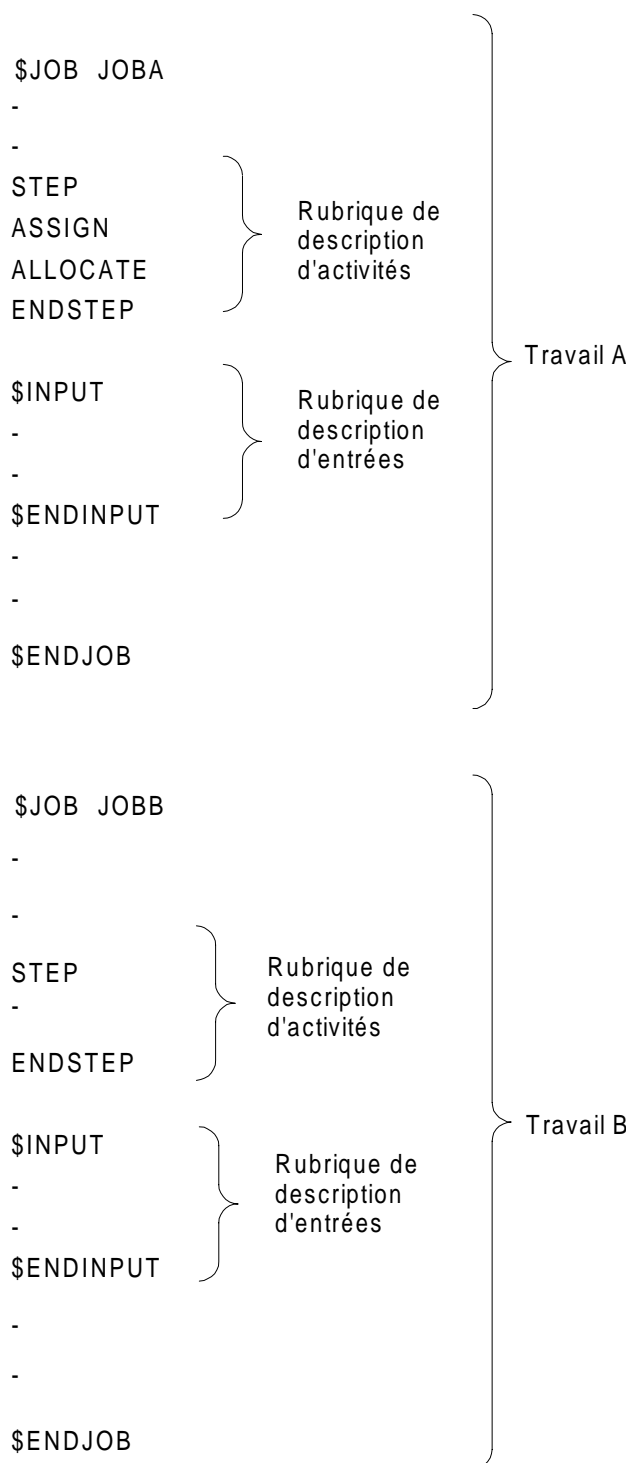 $JOB JOBA
-
-
STEP
ASSIGN
ALLOCATE
ENDSTEP
Rubrique de
description
d'activités
$INPUT
-
-
$ENDINPUT
Rubrique de
description
d'entrées
-
-
$ENDJOB
Travail A
$JOB JOBB
-
-
STEP
-
ENDSTEP
Rubrique de
description
d'activités
$INPUT
-
-
$ENDINPUT
Rubrique de
description
d'entrées
-
-
$ENDJOB
Travail B